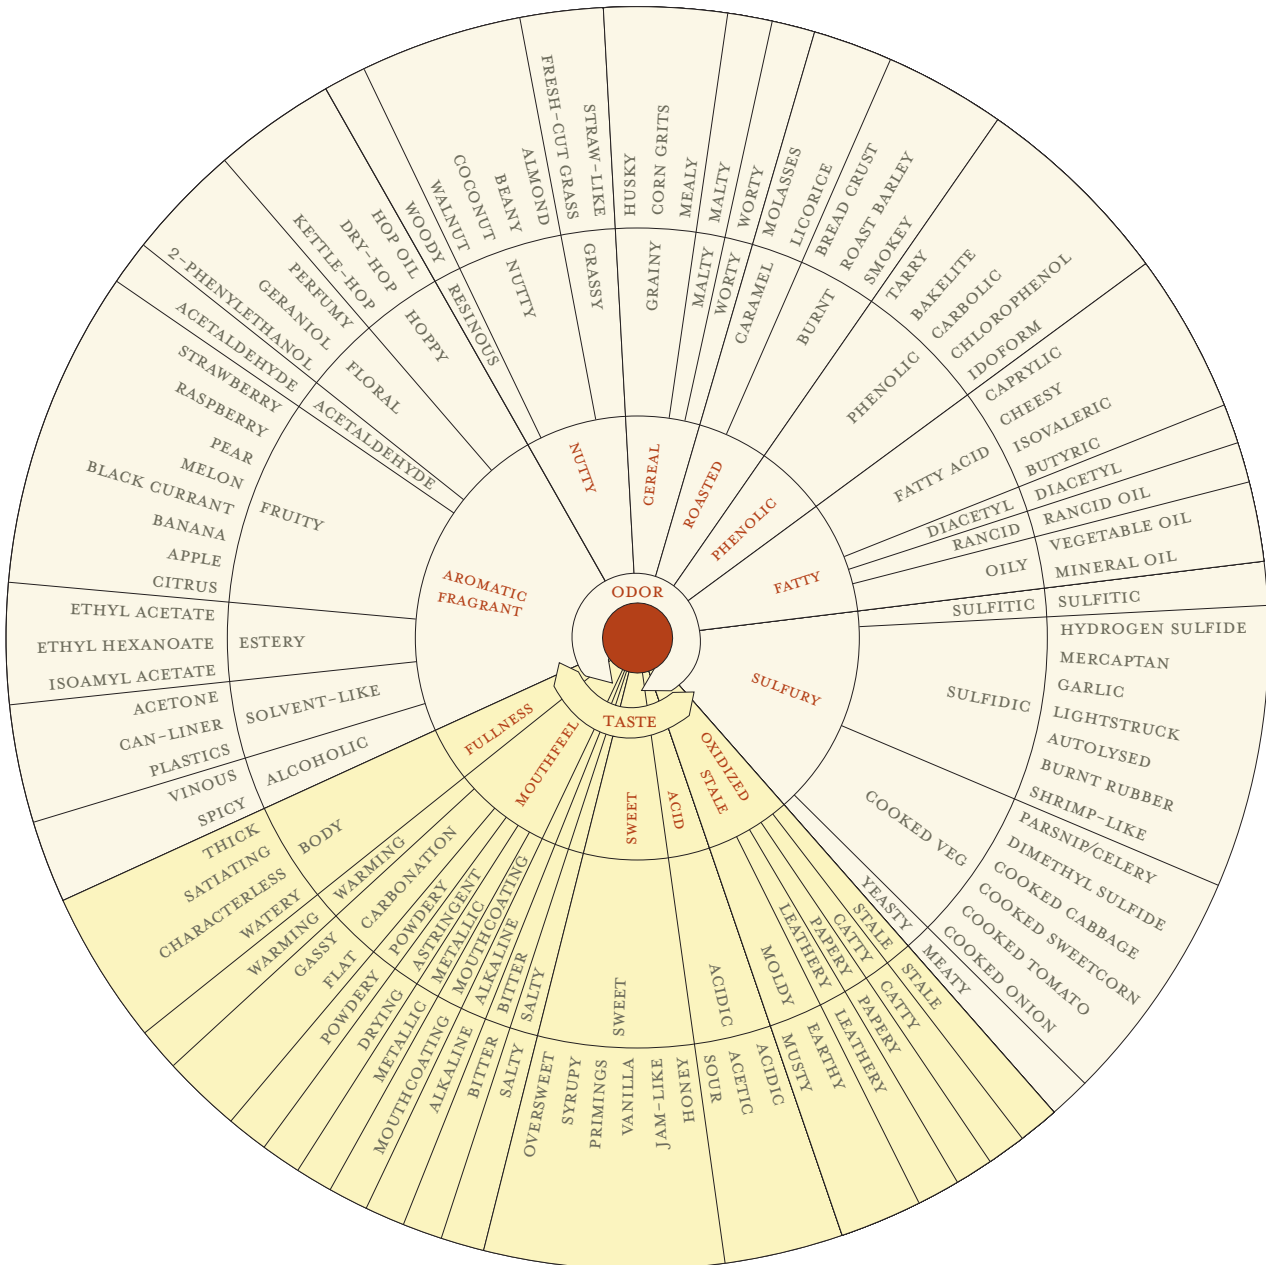 ODOR
TASTE
AROMATIC
FRAGRANT
NUTTY
CEREAL
ROASTED
PHENOLIC
FATTY
SULFURY
OXIDIZED
STALE
ACID
SWEET
MOUTHFEEL
FULLNESS
ALCOHOLIC
SOLVENT-LIKE
ESTERY
FRUITY
ACETALDEHYDE
FLORAL
HOPPY
RESINOUS
NUTTY
GRASSY
GRAINY
MALTY
WORTY
CARAMEL
BURNT
PHENOLIC
FATTY ACID
DIACETYL
RANCID
OILY
SULFITIC
SULFIDIC
COOKED VEG
YEASTY
STALE
CATTY
PAPERY
LEATHERY
MOLDY
ACIDIC
SWEET
SALTY
BITTER
ALKALINE
MOUTHCOATING
METALLIC
ASTRINGENT
POWDERY
CARBONATION
WARMING
BODY
SPICY
VINOUS
PLASTICS
CAN-LINER
ACETONE
ISOAMYL ACETATE
ETHYL HEXANOATE
ETHYL ACETATE
CITRUS
APPLE
BANANA
BLACK CURRANT
MELON
PEAR
RASPBERRY
STRAWBERRY
ACETALDEHYDE
2-PHENYLETHANOL
GERANIOL
PERFUMY
KETTLE-HOP
DRY-HOP
HOP OIL
WOODY
WALNUT
COCONUT
BEANY
ALMOND
FRESH-CUT GRASS
STRAW-LIKE
HUSKY
CORN GRITS
MEALY
MALTY
WORTY
MOLASSES
LICORICE
BREAD CRUST
ROAST BARLEY
SMOKEY
TARRY
BAKELITE
CARBOLIC
CHLOROPHENOL
IDOFORM
CAPRYLIC
CHEESY
ISOVALERIC
BUTYRIC
DIACETYL
RANCID OIL
VEGETABLE OIL
MINERAL OIL
SULFITIC
HYDROGEN SULFIDE
MERCAPTAN
GARLIC
LIGHTSTRUCK
AUTOLYSED
BURNT RUBBER
SHRIMP-LIKE
PARSNIP/CELERY
DIMETHYL SULFIDE
COOKED CABBAGE
COOKED SWEETCORN
COOKED TOMATO
COOKED ONION
MEATY
STALE
CATTY
PAPERY
LEATHERY
EARTHY
MUSTY
ACIDIC
ACETIC
SOUR
HONEY
JAM-LIKE
VANILLA
PRIMINGS
SYRUPY
OVERSWEET
SALTY
BITTER
ALKALINE
MOUTHCOATING
METALLIC
DRYING
POWDERY
FLAT
GASSY
WARMING
WATERY
CHARACTERLESS
SATIATING
THICK